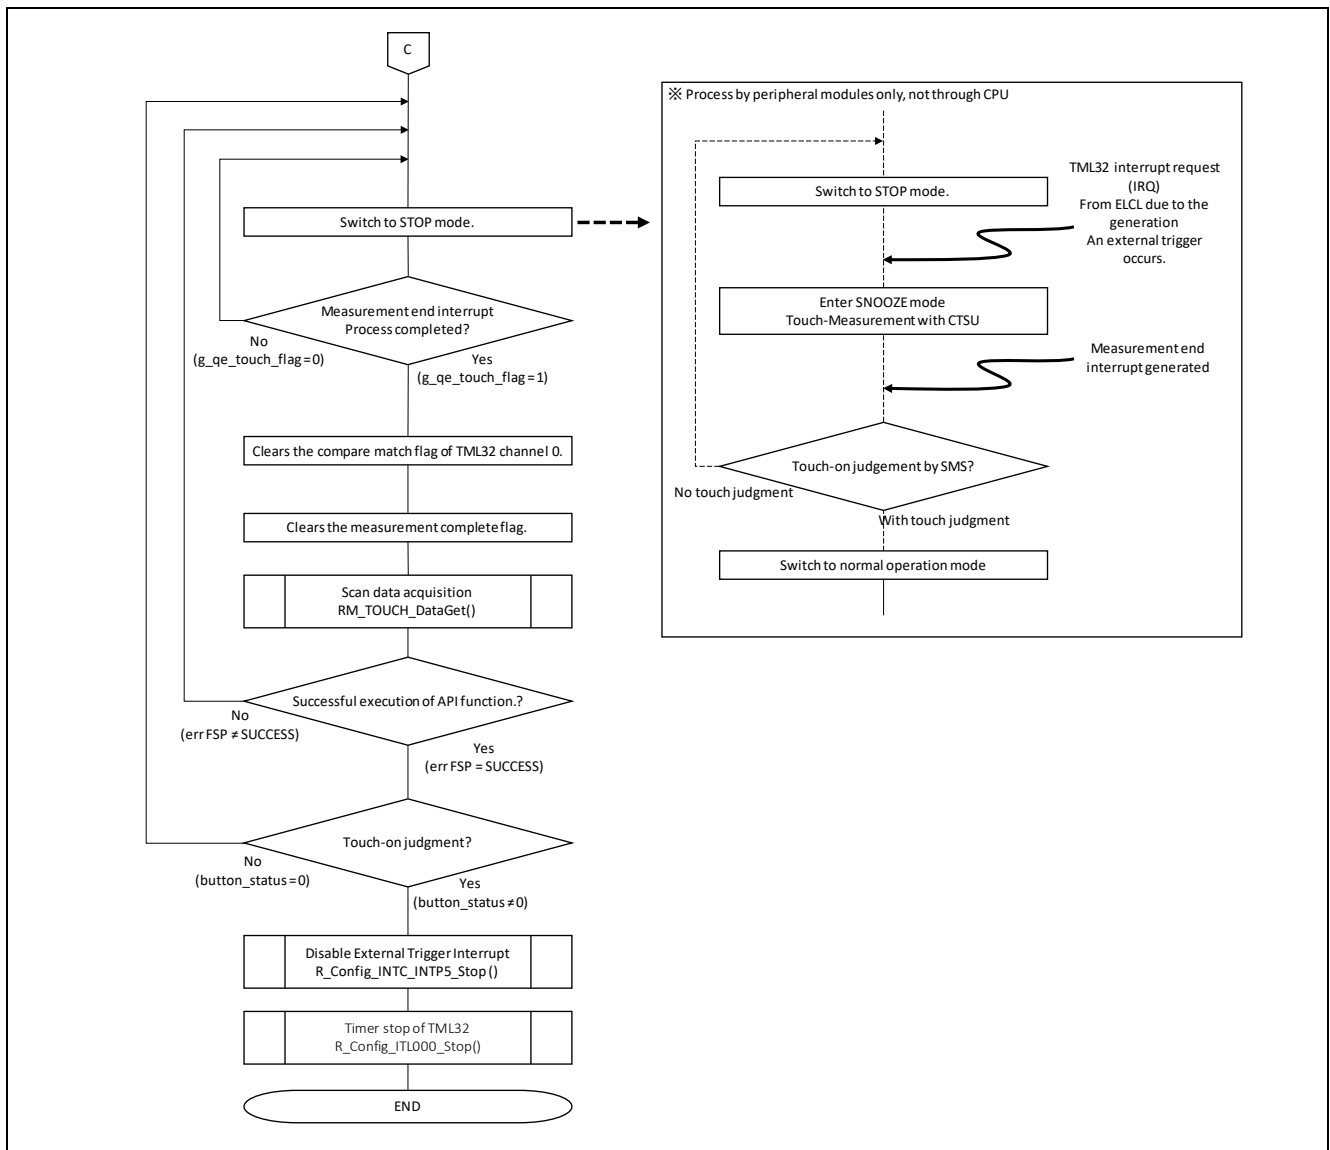 C
Switch to STOP mode.
Measurement end interrupt
Process completed?
No
(g_qe_touch_flag=0)
Yes
(g_qe_touch_flag=1)
Clears the compare match flag of TML32 channel 0.
Clears the measurement complete flag.
Scan data acquisition
RM_TOUCH_DataGet()
Successful execution of API function.?
No
(err FSP ≠ SUCCESS)
Yes
(err FSP = SUCCESS)
Touch-on judgment?
No
(button_status=0)
Yes
(button_status≠0)
Disable External Trigger Interrupt
R_Config_INTC_INTP5_Stop()
Timer stop of TML32
R_Config_ITL000_Stop()
END
※ Process by peripheral modules only, not through CPU
Switch to STOP mode.
TML32 interrupt request
(IRQ)
From ELCL due to the
generation
An external trigger
occurs.
Enter SNOOZE mode
Touch-Measurement with CTSU
Measurement end
interrupt generated
Touch-on judgement by SMS?
No touch judgment
With touch judgment
Switch to normal operation mode